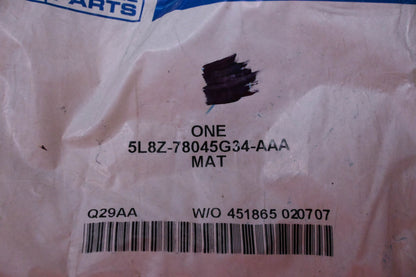 PARTS
ONE
5L8Z-78045G34-AAA
MAT
Q29AA W/O 451865 020707